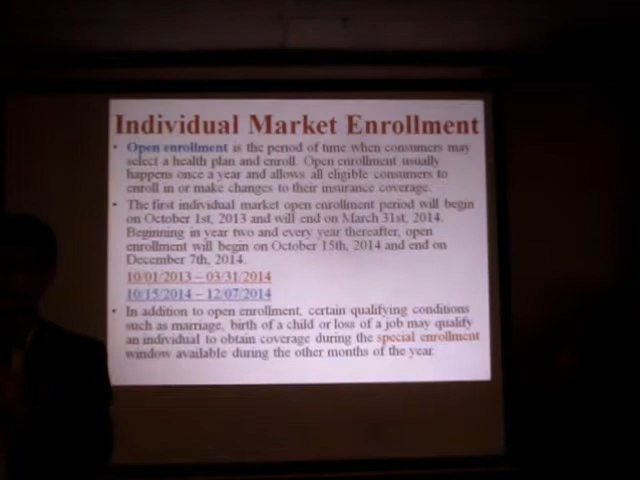 Individual Market Enrollment
• Open enrollment is the period of time when consumers may
select a health plan and enroll. Open enrollment usually
happens once a year and allows all eligible consumers to
enroll in or make changes to their insurance coverage.
• The first individual market open enrollment period will begin
on October 1st, 2013 and will end on March 31st, 2014.
Beginning in year two and every year thereafter, open
enrollment will begin on October 15th, 2014 and end on
December 7th, 2014.
10/01/2013 – 03/31/2014
10/15/2014 – 12/07/2014
• In addition to open enrollment, certain qualifying conditions
such as marriage, birth of a child or loss of a job may qualify
an individual to obtain coverage during the special enrollment
window available during the other months of the year.